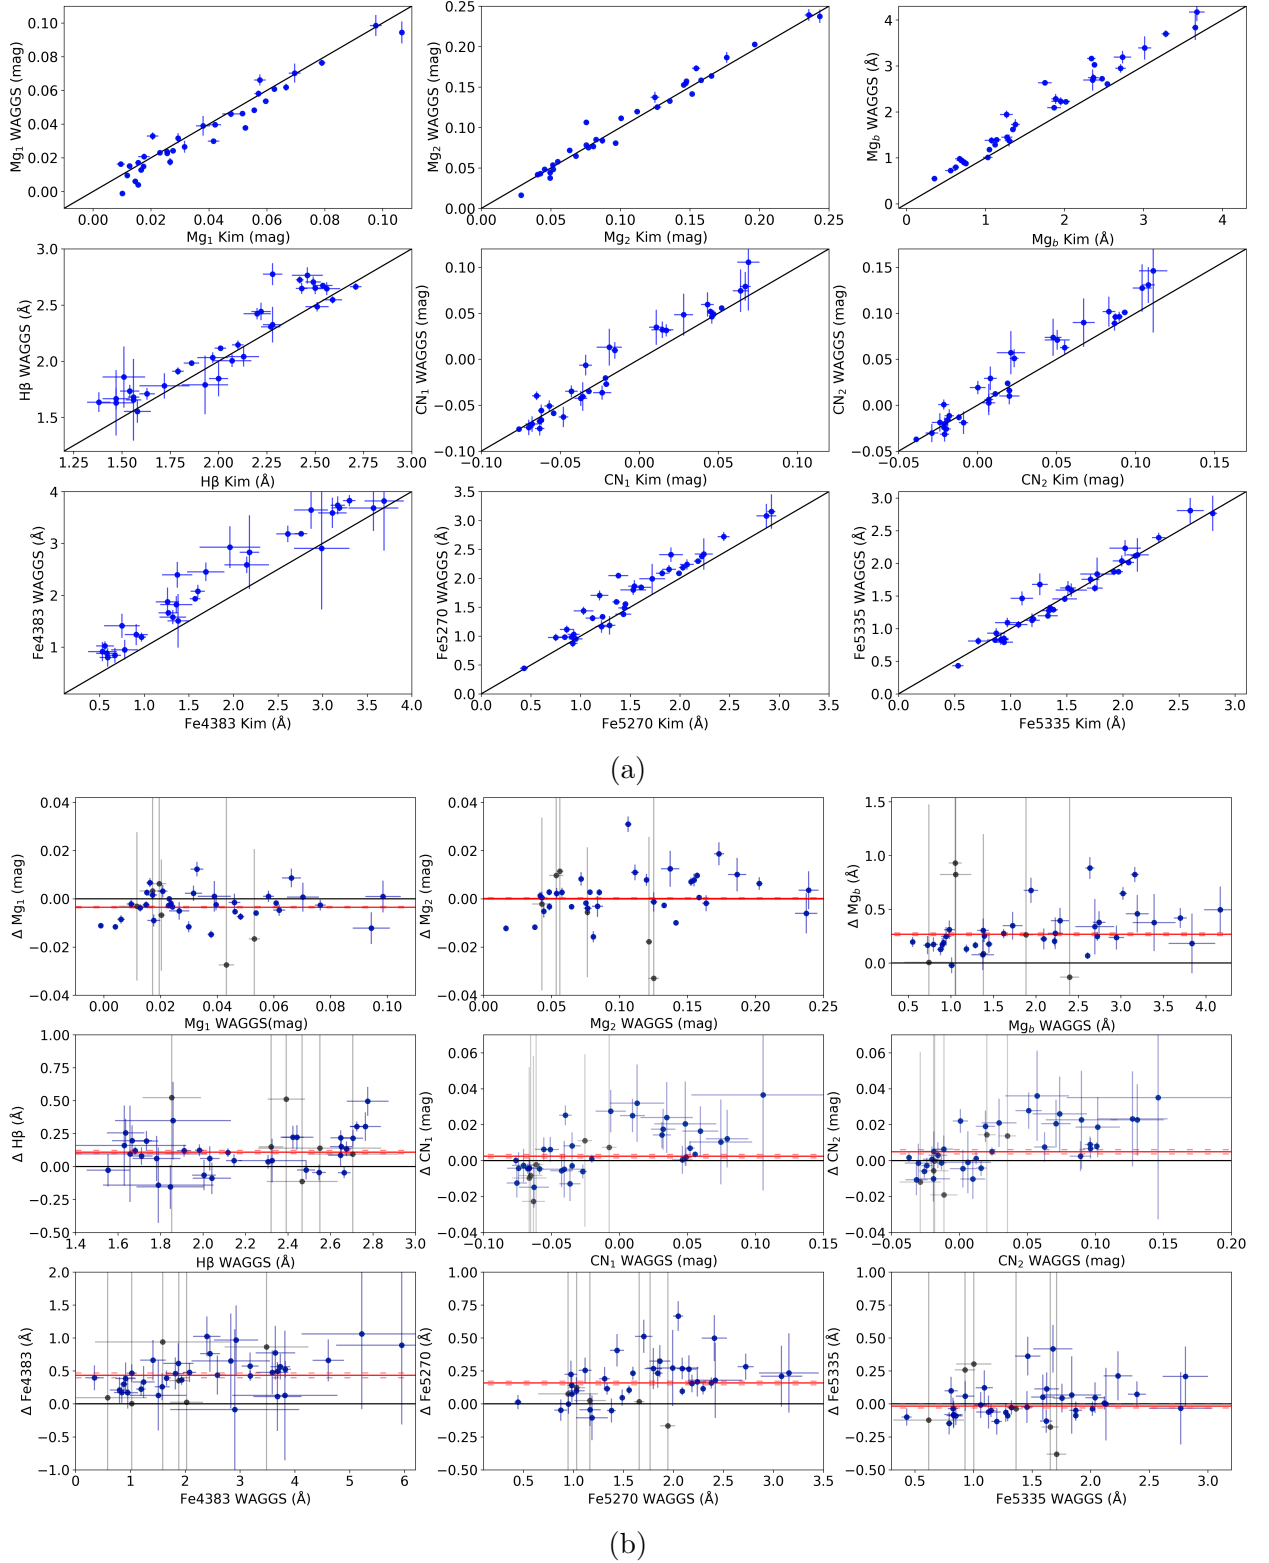 0.10
0.08
0.06
0.04
0.02
0.00
Mg₁ WAGGS (mag)
0.00 0.02 0.04 0.06 0.08 0.10
Mg₁ Kim (mag)
0.25
0.20
0.15
0.10
0.05
0.00
Mg₂ WAGGS (mag)
0.00 0.05 0.10 0.15 0.20 0.25
Mg₂ Kim (mag)
4
3
2
1
0
Mg_b WAGGS (Å)
0 1 2 3 4
Mg_b Kim (Å)
3.0
2.5
2.0
1.5
Hβ WAGGS (Å)
1.25 1.50 1.75 2.00 2.25 2.50 2.75 3.00
Hβ Kim (Å)
0.10
0.05
0.00
−0.05
−0.10
CN₁ WAGGS (mag)
−0.10 −0.05 0.00 0.05 0.10
CN₁ Kim (mag)
0.15
0.10
0.05
0.00
−0.05
CN₂ WAGGS (mag)
−0.05 0.00 0.05 0.10 0.15
CN₂ Kim (mag)
4
3
2
1
Fe4383 WAGGS (Å)
0.5 1.0 1.5 2.0 2.5 3.0 3.5 4.0
Fe4383 Kim (Å)
3.5
3.0
2.5
2.0
1.5
1.0
0.5
0.0
Fe5270 WAGGS (Å)
0.0 0.5 1.0 1.5 2.0 2.5 3.0 3.5
Fe5270 Kim (Å)
3.0
2.5
2.0
1.5
1.0
0.5
0.0
Fe5335 WAGGS (Å)
0.0 0.5 1.0 1.5 2.0 2.5 3.0
Fe5335 Kim (Å)
(a)
0.04
0.02
0.00
−0.02
−0.04
Δ Mg₁ (mag)
0.00 0.02 0.04 0.06 0.08 0.10
Mg₁ WAGGS(mag)
0.04
0.02
0.00
−0.02
−0.04
Δ Mg₂ (mag)
0.00 0.05 0.10 0.15 0.20 0.25
Mg₂ WAGGS(mag)
1.5
1.0
0.5
0.0
Δ Mg_b (Å)
0.5 1.0 1.5 2.0 2.5 3.0 3.5 4.0
Mg_b WAGGS (Å)
1.00
0.75
0.50
0.25
0.00
−0.25
−0.50
Δ Hβ (Å)
1.4 1.6 1.8 2.0 2.2 2.4 2.6 2.8 3.0
Hβ WAGGS (Å)
0.06
0.04
0.02
0.00
−0.02
−0.04
Δ CN₁ (mag)
−0.10 −0.05 0.00 0.05 0.10 0.15
CN₁ WAGGS (mag)
0.06
0.04
0.02
0.00
−0.02
−0.04
Δ CN₂ (mag)
−0.05 0.00 0.05 0.10 0.15 0.20
CN₂ WAGGS (mag)
2.0
1.5
1.0
0.5
0.0
−0.5
−1.0
Δ Fe4383 (Å)
0 1 2 3 4 5 6
Fe4383 WAGGS (Å)
1.00
0.75
0.50
0.25
0.00
−0.25
−0.50
Δ Fe5270 (Å)
0.5 1.0 1.5 2.0 2.5 3.0 3.5
Fe5270 WAGGS (Å)
1.00
0.75
0.50
0.25
0.00
−0.25
−0.50
Δ Fe5335 (Å)
0.5 1.0 1.5 2.0 2.5 3.0
Fe5335 WAGGS (Å)
(b)